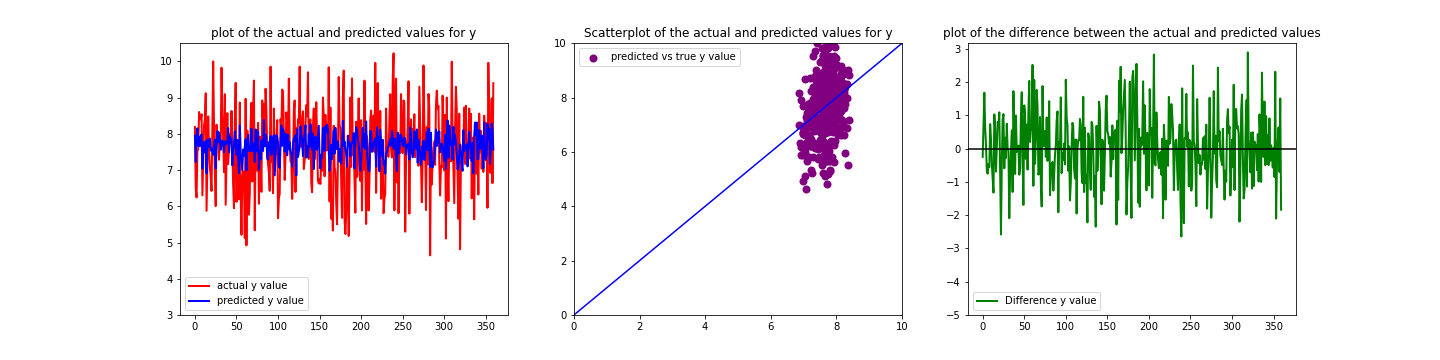 plot of the actual and predicted values for y
10
9
8
7
6
5
4
3
0 50 100 150 200 250 300 350
actual y value
predicted y value
Scatterplot of the actual and predicted values for y
10
8
6
4
2
0
0 2 4 6 8 10
predicted vs true y value
plot of the difference between the actual and predicted values
3
2
1
0
−1
−2
−3
−4
−5
0 50 100 150 200 250 300 350
Difference y value